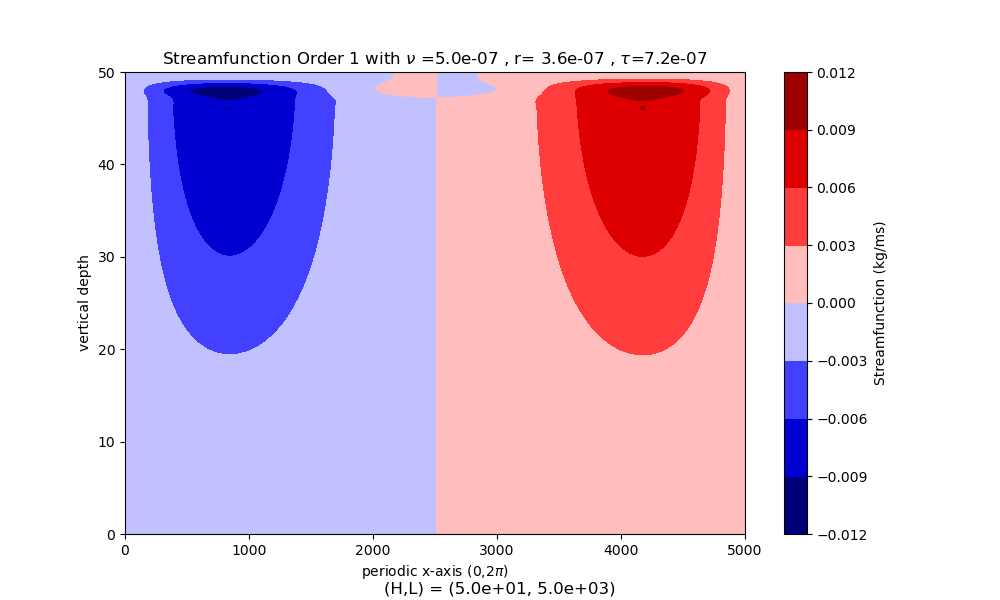 Streamfunction Order 1 with ν =5.0e-07 , r= 3.6e-07 , τ=7.2e-07
50
40
30
20
10
0
vertical depth
0 1000 2000 3000 4000 5000
periodic x-axis (0,2π)
(H,L) = (5.0e+01, 5.0e+03)
0.012
0.009
0.006
0.003
0.000
−0.003
−0.006
−0.009
−0.012
Streamfunction (kg/ms)